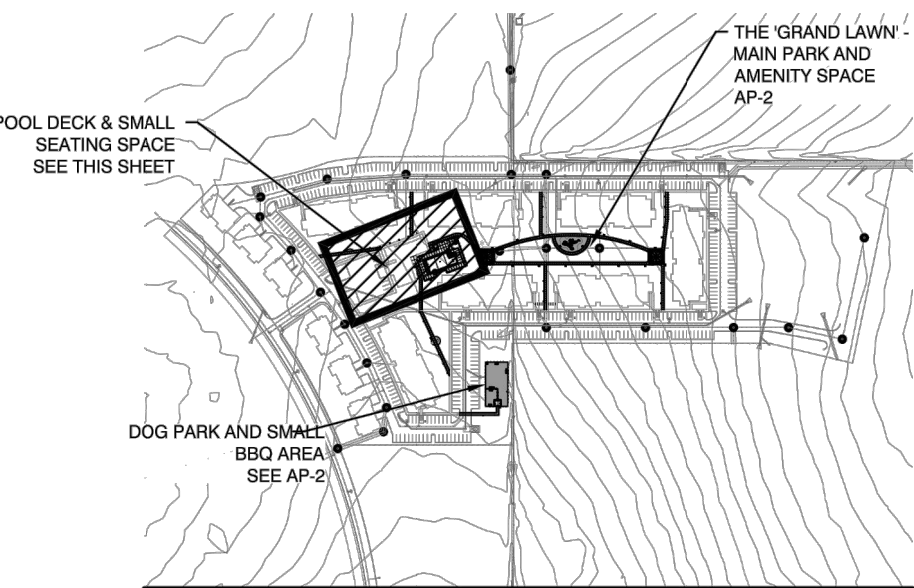 THE 'GRAND LAWN' -
MAIN PARK AND
AMENITY SPACE
AP-2
POOL DECK & SMALL
SEATING SPACE
SEE THIS SHEET
DOG PARK AND SMALL
BBQ AREA
SEE AP-2